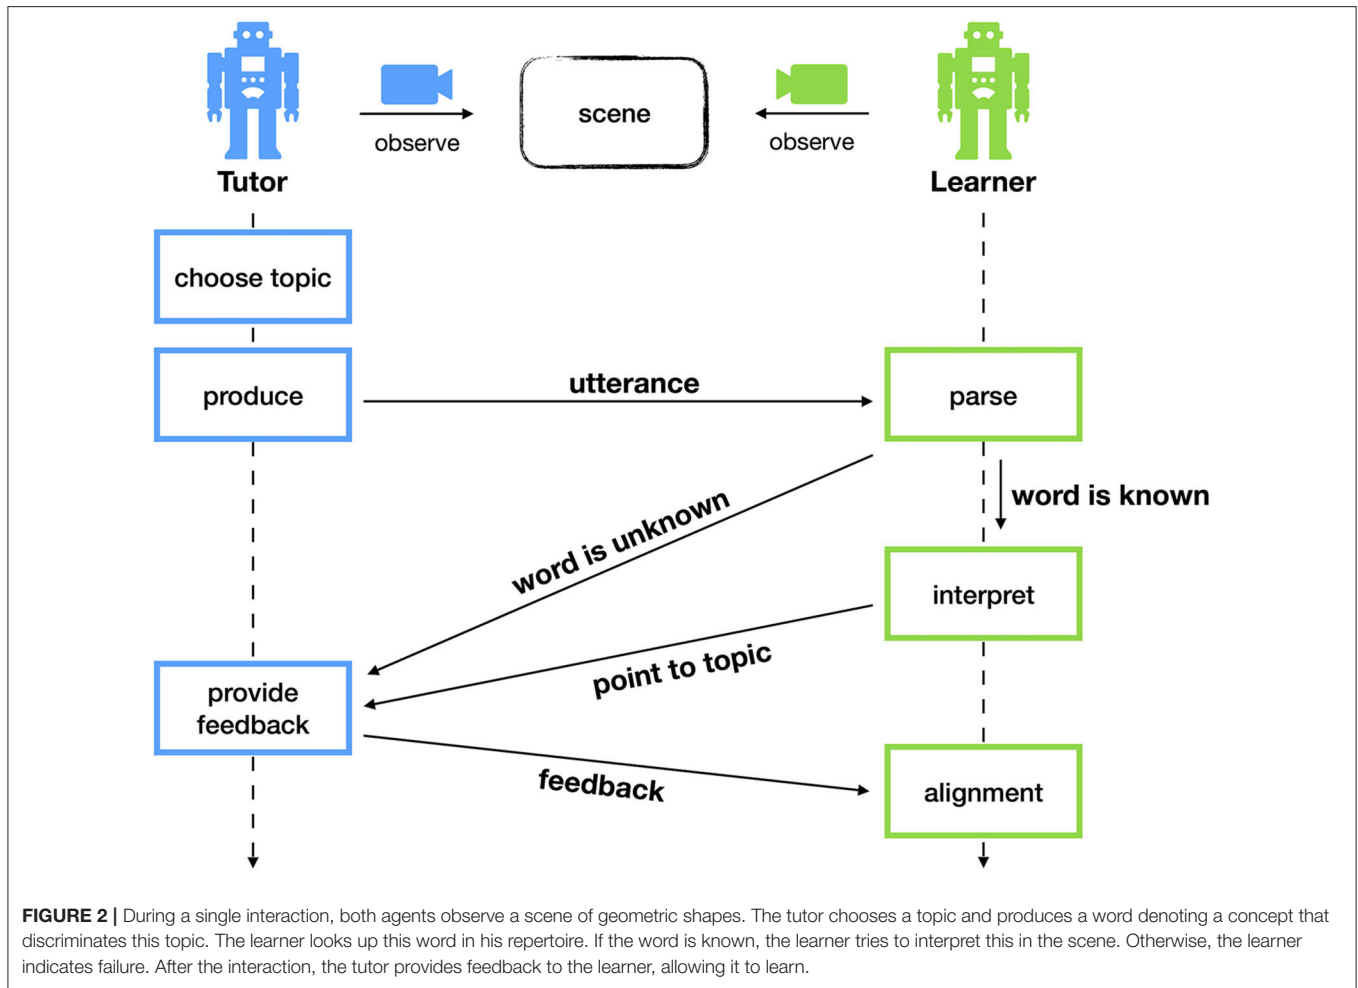 scene
observe
observe
Tutor
Learner
choose topic
produce
utterance
parse
word is known
word is unknown
interpret
point to topic
provide
feedback
feedback
alignment
FIGURE 2 | During a single interaction, both agents observe a scene of geometric shapes. The tutor chooses a topic and produces a word denoting a concept that
discriminates this topic. The learner looks up this word in his repertoire. If the word is known, the learner tries to interpret this in the scene. Otherwise, the learner
indicates failure. After the interaction, the tutor provides feedback to the learner, allowing it to learn.